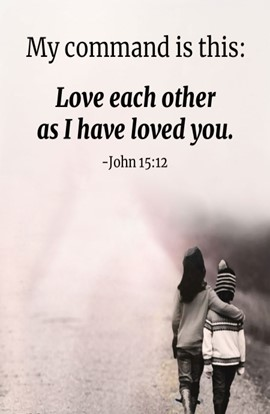 My command is this:
Love each other
as I have loved you.
-John 15:12